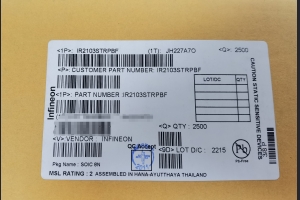 <1P> : IR2103STRPBF (1T): JH227A7O <Q>: 2500
<P> CUSTOMER PART NUMBER :IR2103STRPBF
LOT/DC QTY
<1P> PART NUMBER :IR2103STRPBF
Infineon
CAUTION STATIC SENSITIVE DEVICES
<Q> QTY : 2500
<V> VENDOR :INFINEON
QC Accept
<9D> LOT D/C : 2215
Pkg Name : SOIC 8N
Pb
MSL RATING : 2 ASSEMBLED IN HANA-AYUTTHAYA THAILAND